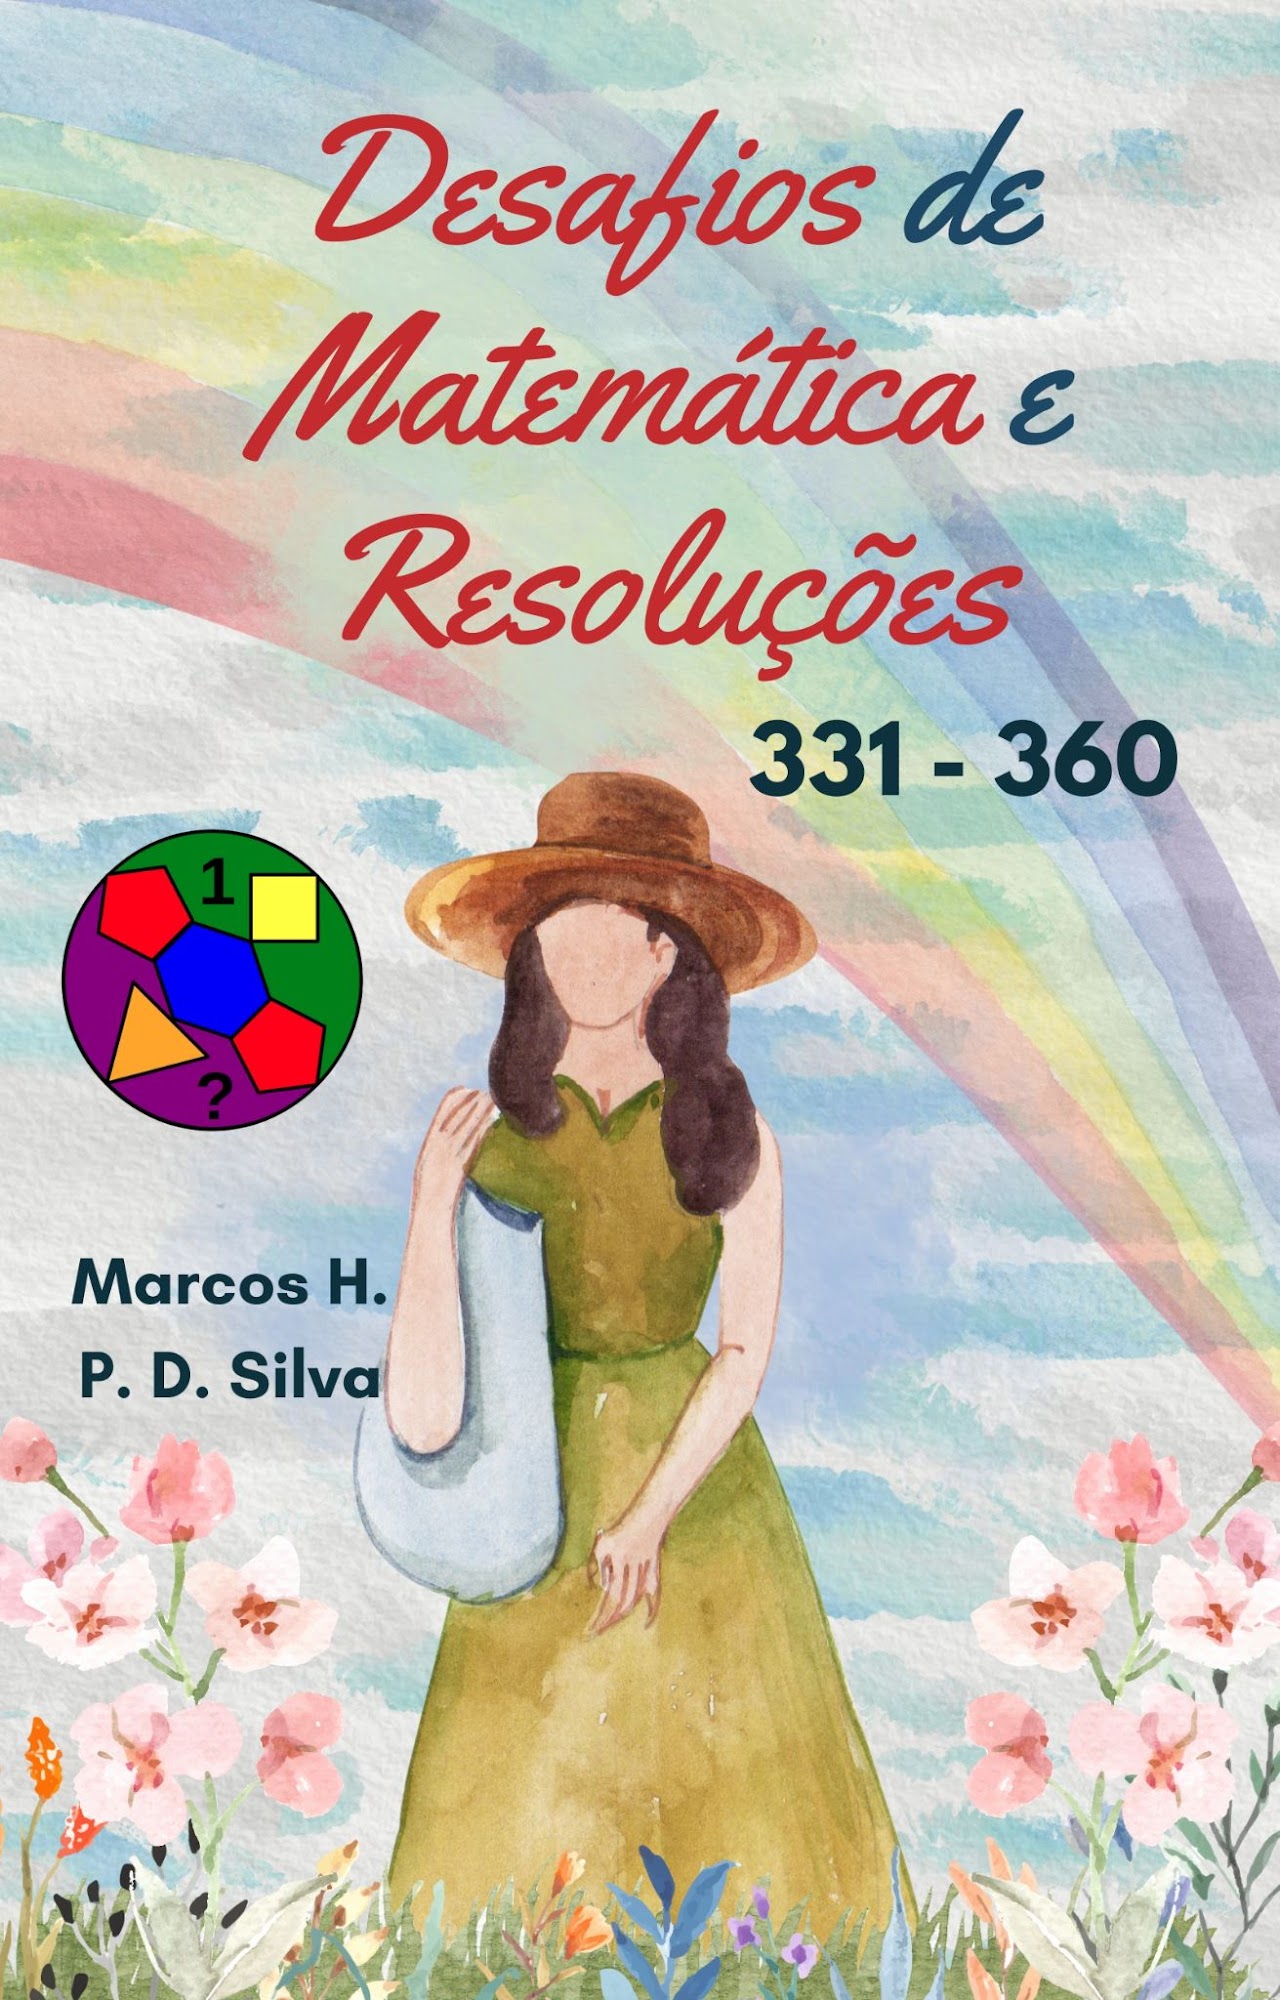 Desafios de
Matemática e
Resoluções
331 - 360
1
?
Marcos H.
P. D. Silva